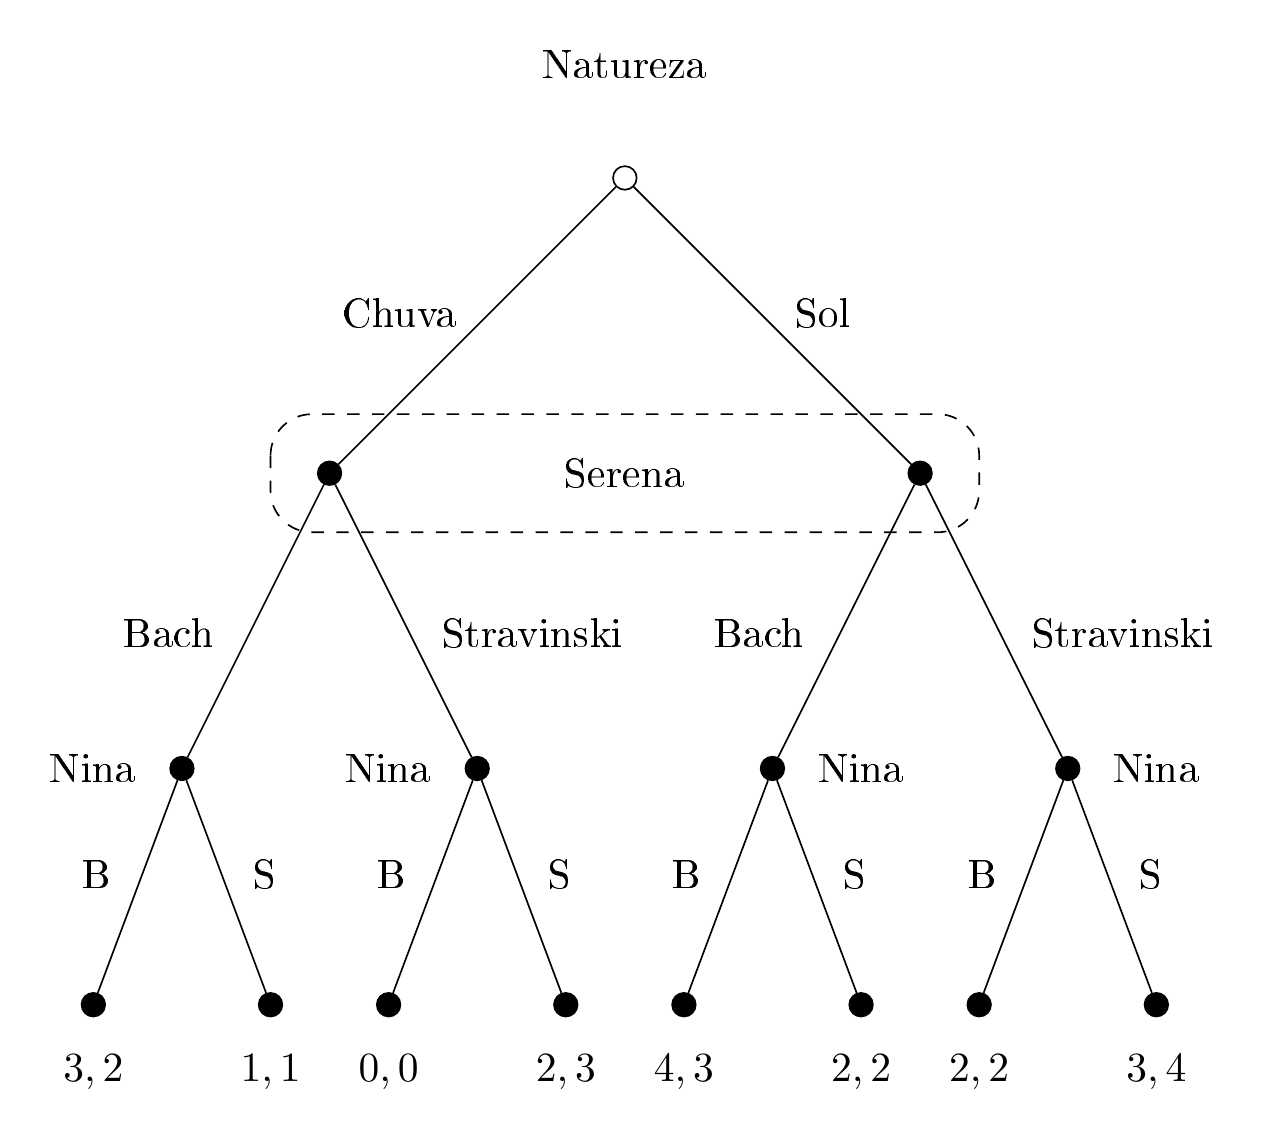 Natureza
Chuva Sol
Serena
Bach Stravinski Bach Stravinski
Nina Nina Nina Nina
B S B S B S B S
3, 2 1, 1 0, 0 2, 3 4, 3 2, 2 2, 2 3, 4